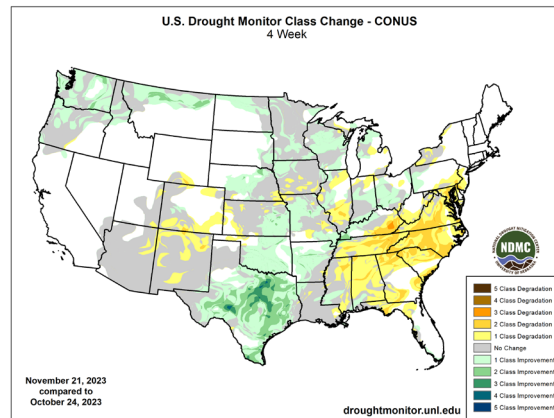 U.S. Drought Monitor Class Change - CONUS
4 Week
NDMC
5 Class Degradation
4 Class Degradation
3 Class Degradation
2 Class Degradation
1 Class Degradation
No Change
1 Class Improvement
2 Class Improvement
3 Class Improvement
4 Class Improvement
5 Class Improvement
November 21, 2023
compared to
October 24, 2023
droughtmonitor.unl.edu